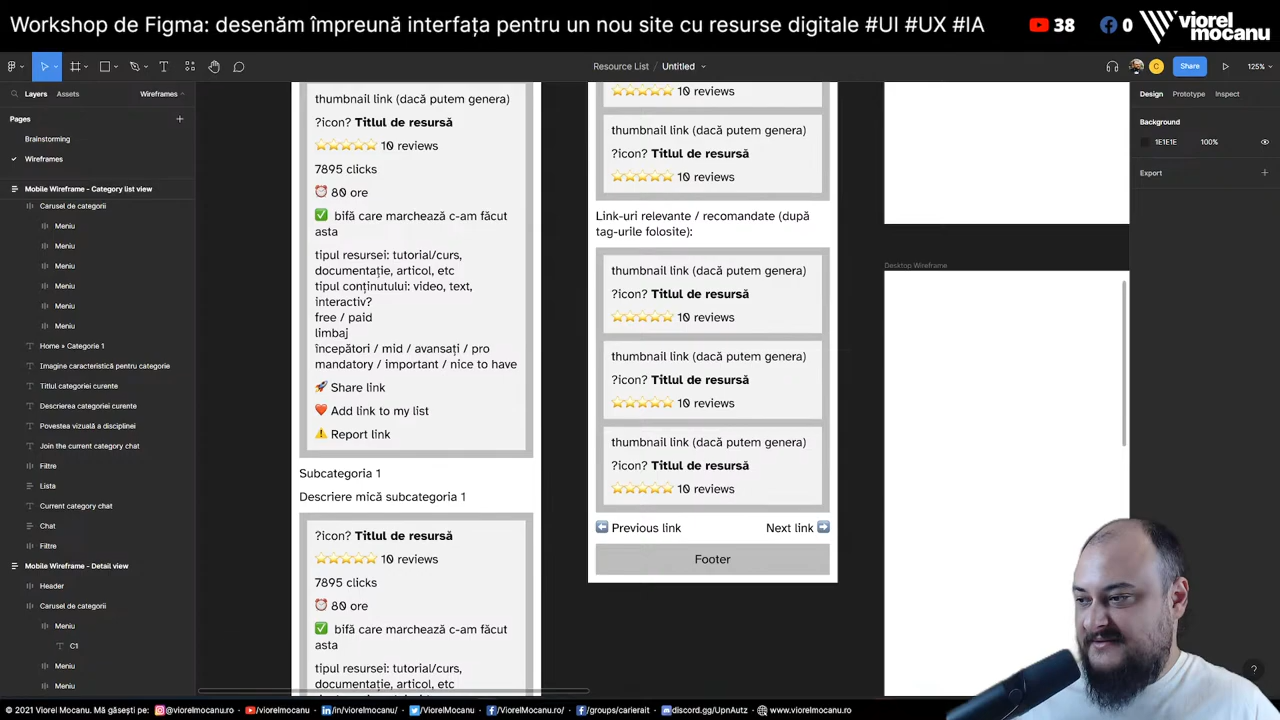 Workshop de Figma: desenăm împreună interfața pentru un nou site cu resurse digitale #UI #UX #IA
38
0
viorel
mocanu
Resource List / Untitled
C
Share
125%
Layers
Assets
Wireframes
Pages
Brainstorming
Wireframes
Mobile Wireframe - Category list view
Carusel de categorii
Meniu
Meniu
Meniu
Meniu
Meniu
Meniu
Home » Categorie 1
Imagine caracteristică pentru categorie
Titlul categoriei curente
Descrierea categoriei curente
Povestea vizuală a disciplinei
Join the current category chat
Filtre
Lista
Current category chat
Chat
Filtre
Mobile Wireframe - Detail view
Header
Carusel de categorii
Meniu
C1
Meniu
Meniu
thumbnail link (dacă putem genera)
?icon? Titlul de resursă
⭐⭐⭐⭐⭐ 10 reviews
7895 clicks
⏰ 80 ore
✅ bifă care marchează c-am făcut
asta
tipul resursei: tutorial/curs,
documentație, articol, etc
tipul conținutului: video, text,
interactiv?
free / paid
limbaj
începători / mid / avansați / pro
mandatory / important / nice to have
🚀 Share link
❤️ Add link to my list
⚠️ Report link
Subcategoria 1
Descriere mică subcategoria 1
?icon? Titlul de resursă
⭐⭐⭐⭐⭐ 10 reviews
7895 clicks
⏰ 80 ore
✅ bifă care marchează c-am făcut
asta
tipul resursei: tutorial/curs,
documentație, articol, etc
⭐⭐⭐⭐⭐ 10 reviews
thumbnail link (dacă putem genera)
?icon? Titlul de resursă
⭐⭐⭐⭐⭐ 10 reviews
Link-uri relevante / recomandate (după
tag-urile folosite):
thumbnail link (dacă putem genera)
?icon? Titlul de resursă
⭐⭐⭐⭐⭐ 10 reviews
thumbnail link (dacă putem genera)
?icon? Titlul de resursă
⭐⭐⭐⭐⭐ 10 reviews
thumbnail link (dacă putem genera)
?icon? Titlul de resursă
⭐⭐⭐⭐⭐ 10 reviews
⬅️ Previous link
Next link ➡️
Footer
Desktop Wireframe
Design
Prototype
Inspect
Background
1E1E1E
100%
Export
?
© 2021 Viorel Mocanu. Mă găsești pe:
@viorelmocanu.ro
/viorelmocanu
/in/viorelmocanu/
/ViorelMocanu
/ViorelMocanu.ro/
/groups/carierait
discord.gg/UpnAutz
www.viorelmocanu.ro